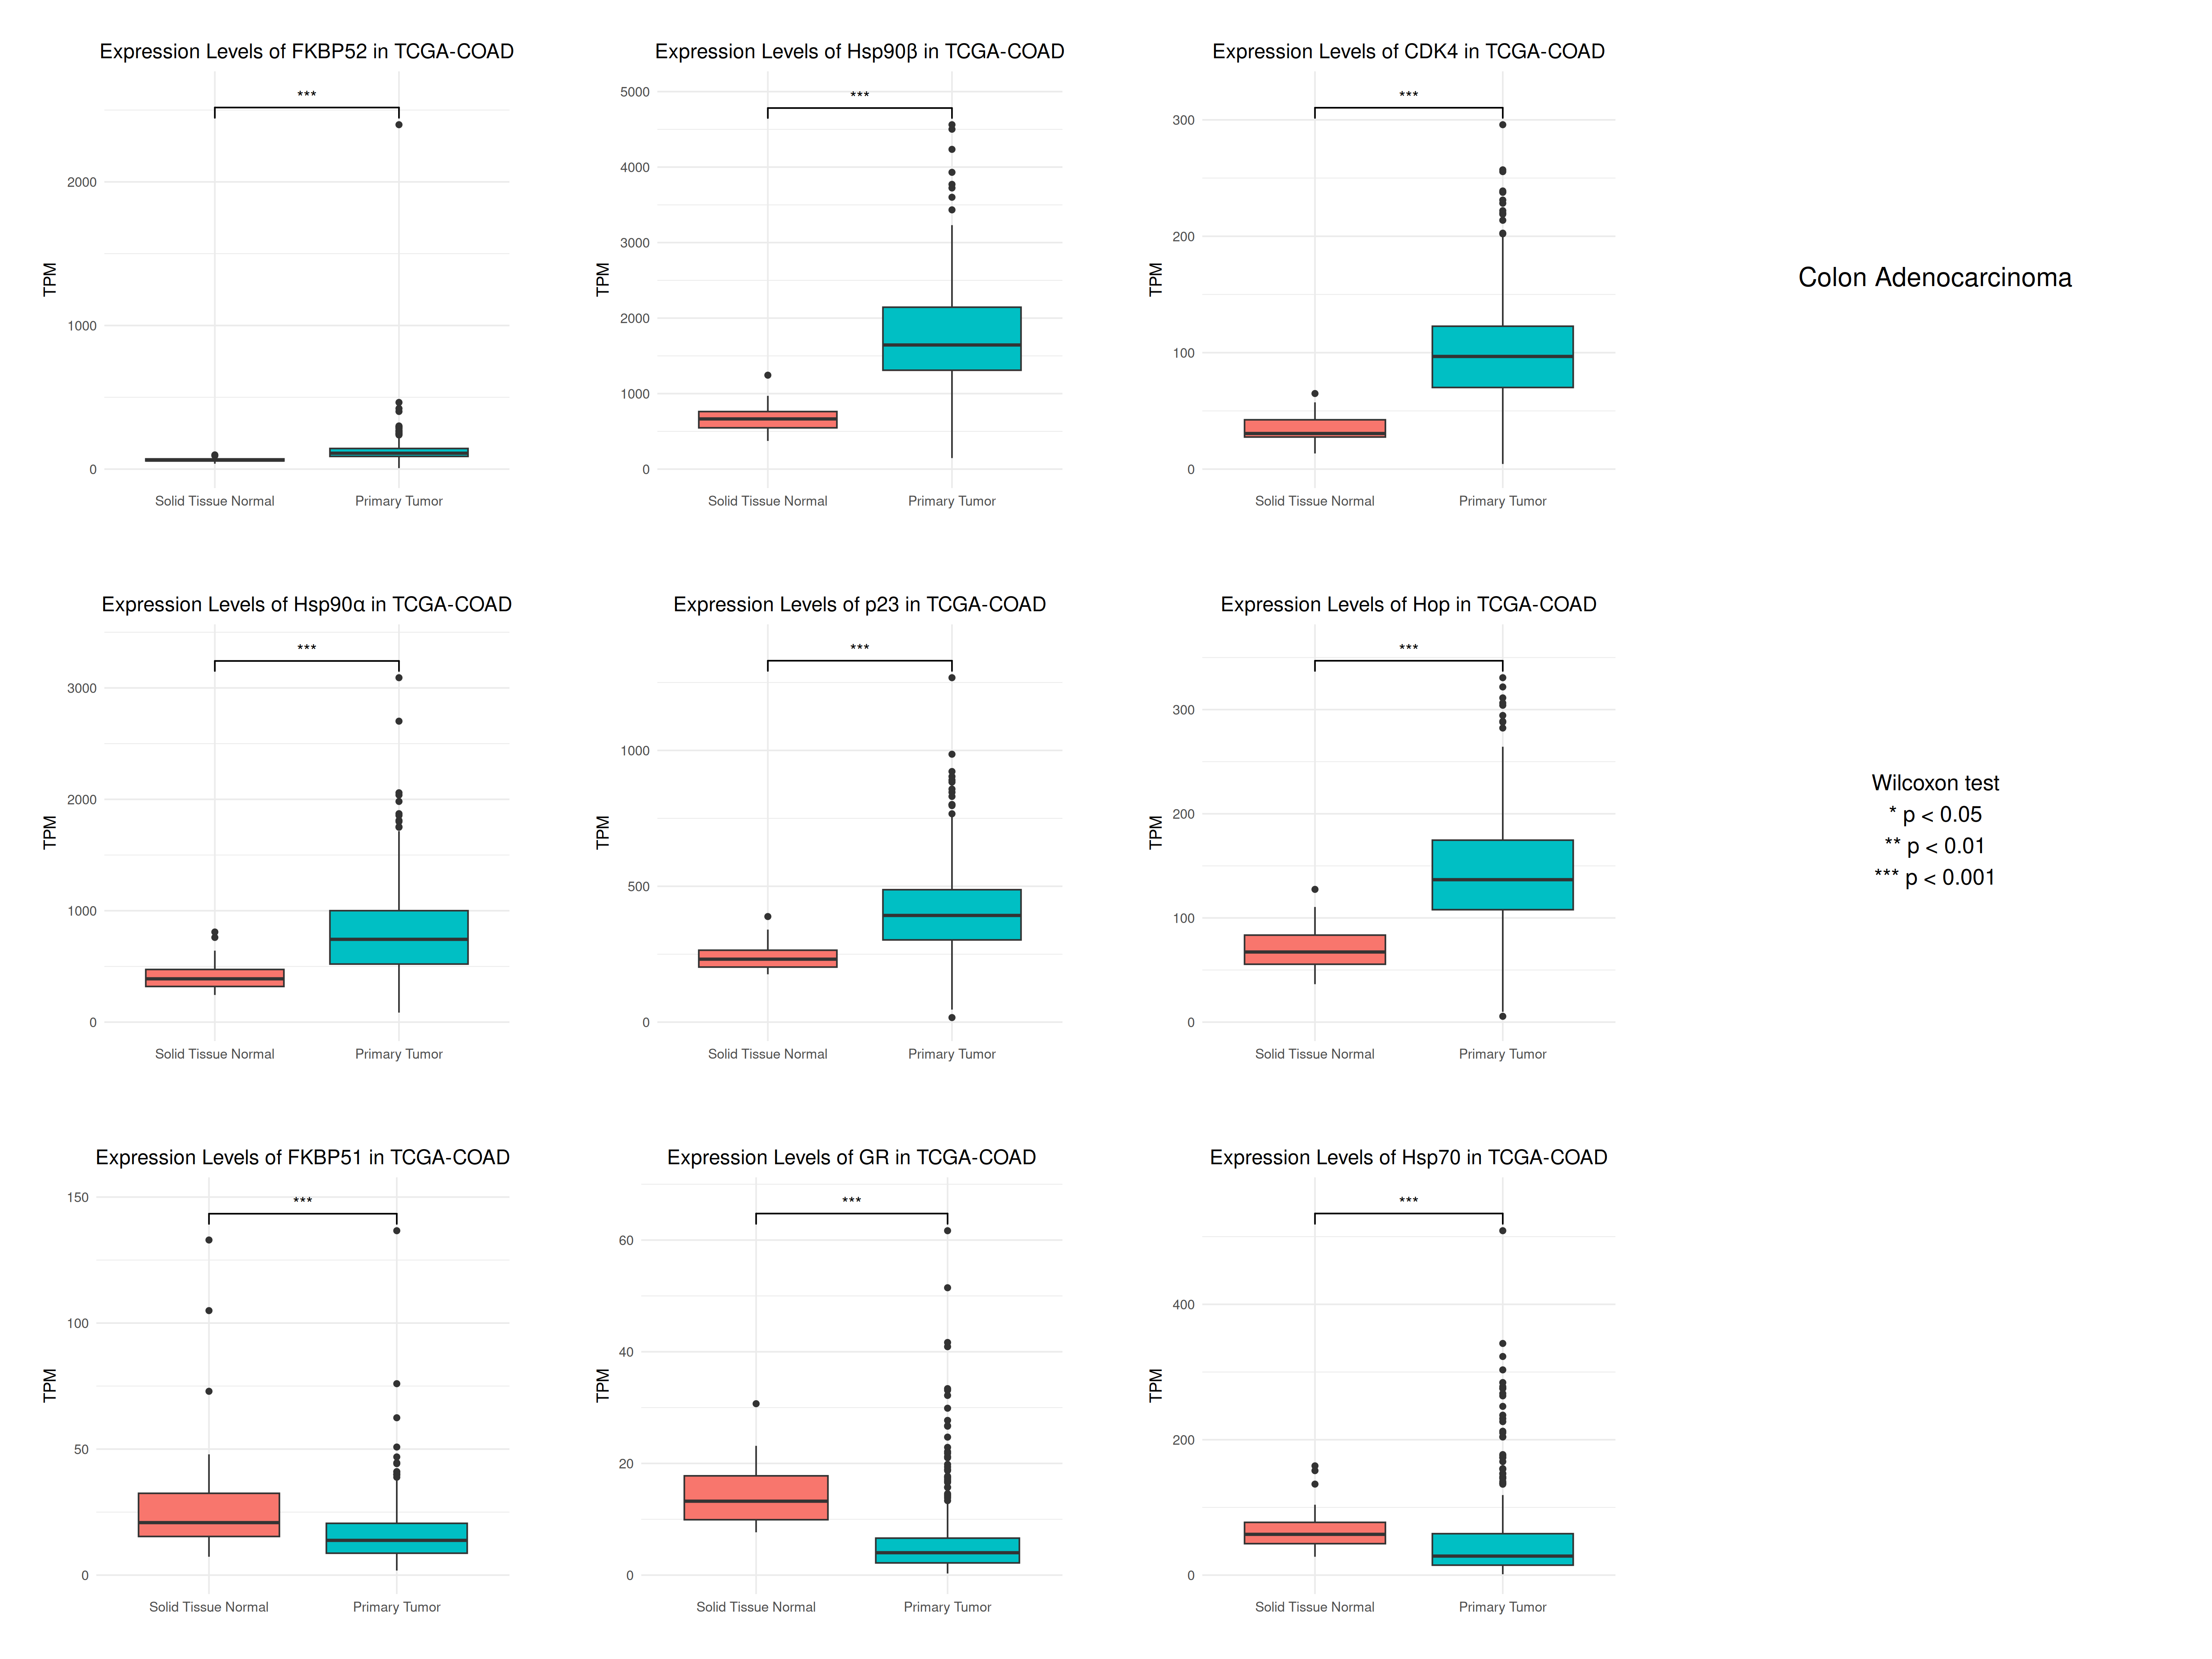 Expression Levels of FKBP52 in TCGA-COAD
***
TPM
2000
1000
0
Solid Tissue Normal
Primary Tumor
Expression Levels of Hsp90β in TCGA-COAD
***
TPM
5000
4000
3000
2000
1000
0
Solid Tissue Normal
Primary Tumor
Expression Levels of CDK4 in TCGA-COAD
***
TPM
300
200
100
0
Solid Tissue Normal
Primary Tumor
Colon Adenocarcinoma
Expression Levels of Hsp90α in TCGA-COAD
***
TPM
3000
2000
1000
0
Solid Tissue Normal
Primary Tumor
Expression Levels of p23 in TCGA-COAD
***
TPM
1000
500
0
Solid Tissue Normal
Primary Tumor
Expression Levels of Hop in TCGA-COAD
***
TPM
300
200
100
0
Solid Tissue Normal
Primary Tumor
Wilcoxon test
* p < 0.05
** p < 0.01
*** p < 0.001
Expression Levels of FKBP51 in TCGA-COAD
***
TPM
150
100
50
0
Solid Tissue Normal
Primary Tumor
Expression Levels of GR in TCGA-COAD
***
TPM
60
40
20
0
Solid Tissue Normal
Primary Tumor
Expression Levels of Hsp70 in TCGA-COAD
***
TPM
400
200
0
Solid Tissue Normal
Primary Tumor